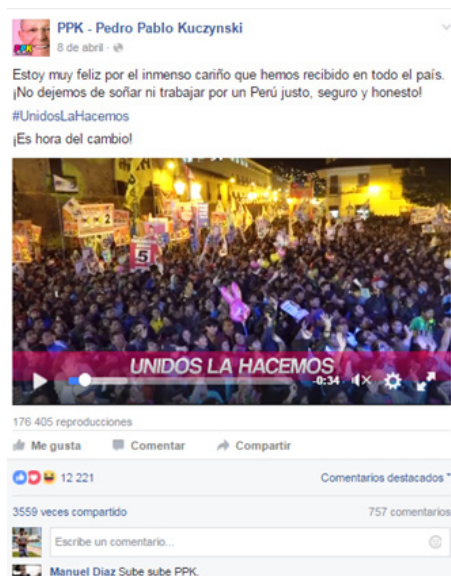 PPK - Pedro Pablo Kuczynski
8 de abril
Estoy muy feliz por el inmenso cariño que hemos recibido en todo el país.
¡No dejemos de soñar ni trabajar por un Perú justo, seguro y honesto!
#UnidosLaHacemos
¡Es hora del cambio!
5
UNIDOS LA HACEMOS
-0:34
176 405 reproducciones
Me gusta Comentar Compartir
12 221 Comentarios destacados
3559 veces compartido 757 comentarios
Escribe un comentario...
Manuel Diaz Sube sube PPK.